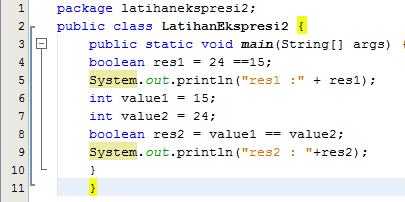 1 package latihanekspresi2;
2 public class LatihanEkspresi2 {
3 public static void main(String[] args) {
4 boolean res1 = 24 ==15;
5 System.out.println("res1 :" + res1);
6 int value1 = 15;
7 int value2 = 24;
8 boolean res2 = value1 == value2;
9 System.out.println("res2 : "+res2);
10 }
11 }